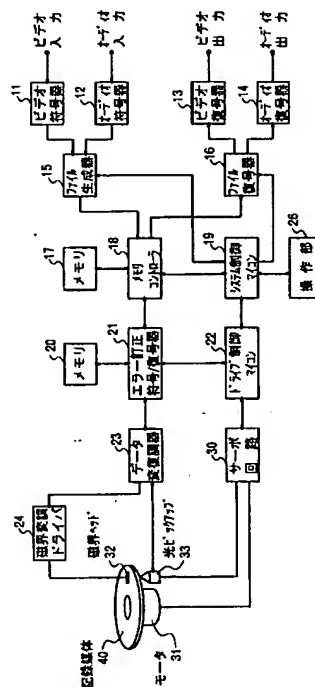 11
ビデオ
符号器
ビデオ
入力
12
オーディオ
符号器
オーディオ
入力
13
ビデオ
復号器
ビデオ
出力
14
オーディオ
復号器
オーディオ
出力
15
ファイル
生成器
16
ファイル
復号器
17
メモリ
18
メモリ
コントローラ
19
システム制御
マイコン
26
操作部
20
メモリ
21
エラー訂正
符号/復号器
22
ドライブ制御
マイコン
23
データ
変復調器
30
サーボ
回路
24
磁界変調
ドライバ
磁界ヘッド
32
光ピックアップ
33
記録媒体
40
モータ
31